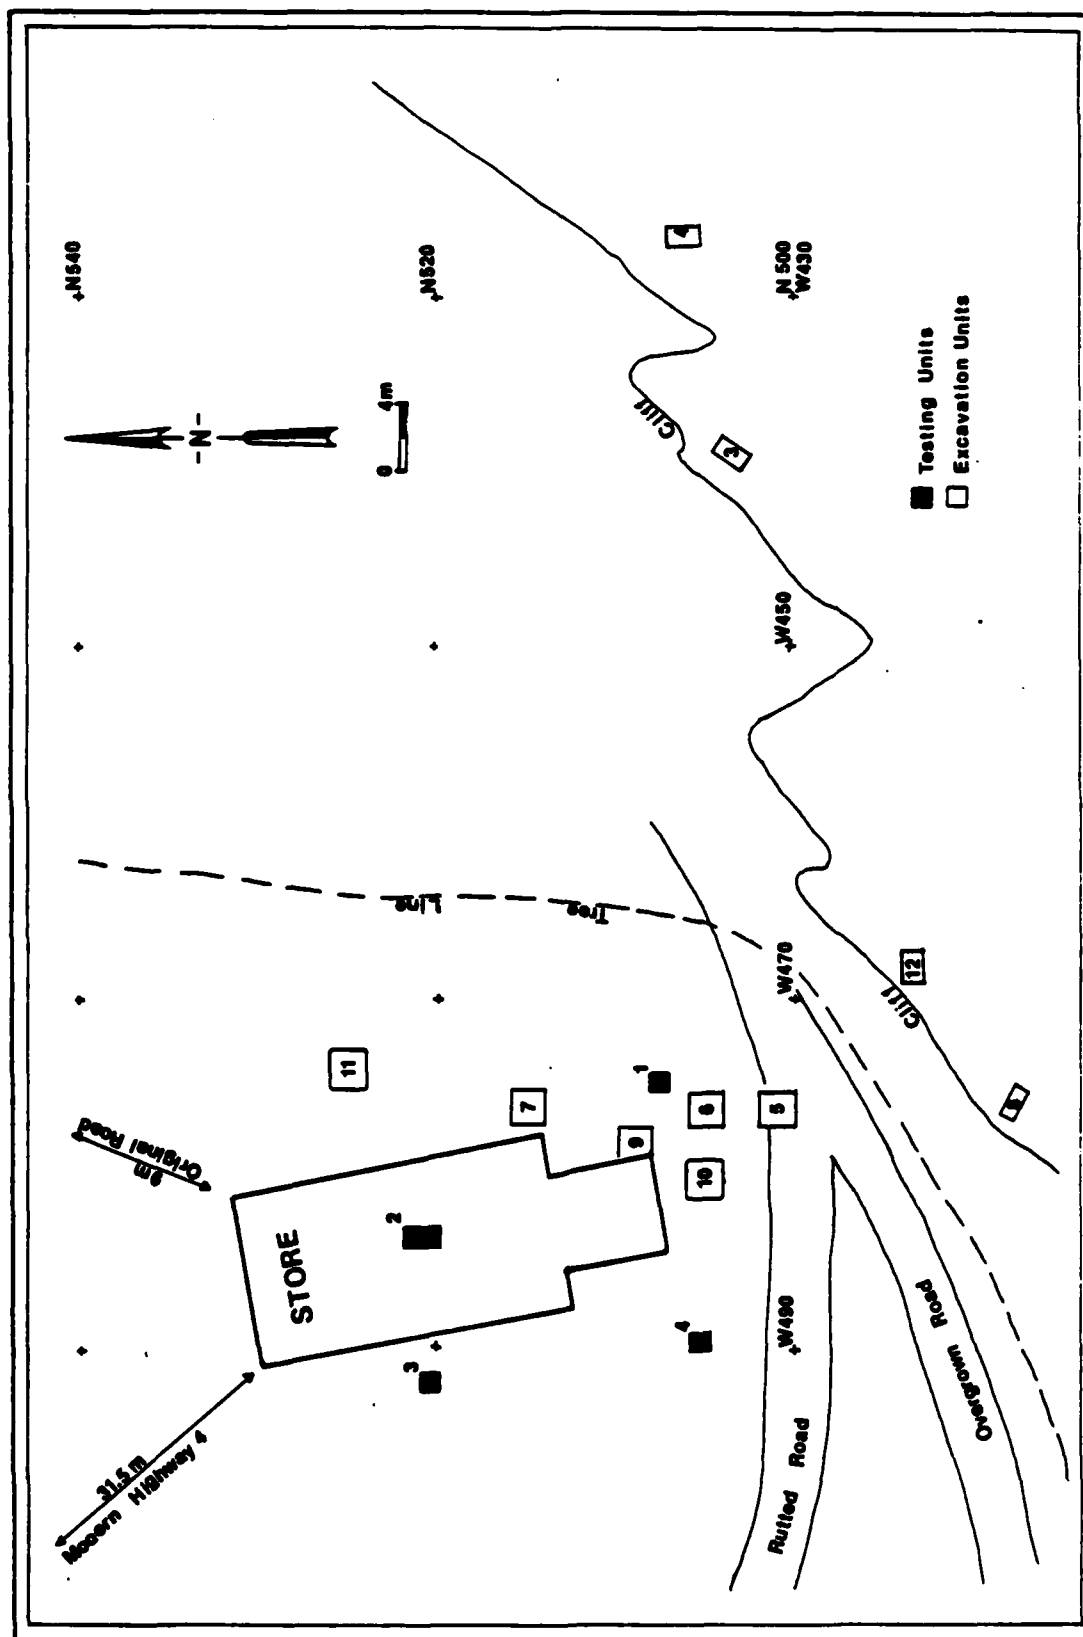 Modern Highway 4
31.5 m
Original Road
9m
STORE
2
3
4
1
11
7
9
10
6
5
Tree
Line
N540
N520
N500
W430
W450
W470
W490
-N-
0 4m
Cliff
3
4
Cliff
12
Rutted Road
Overgrown Road
Testing Units
Excavation Units